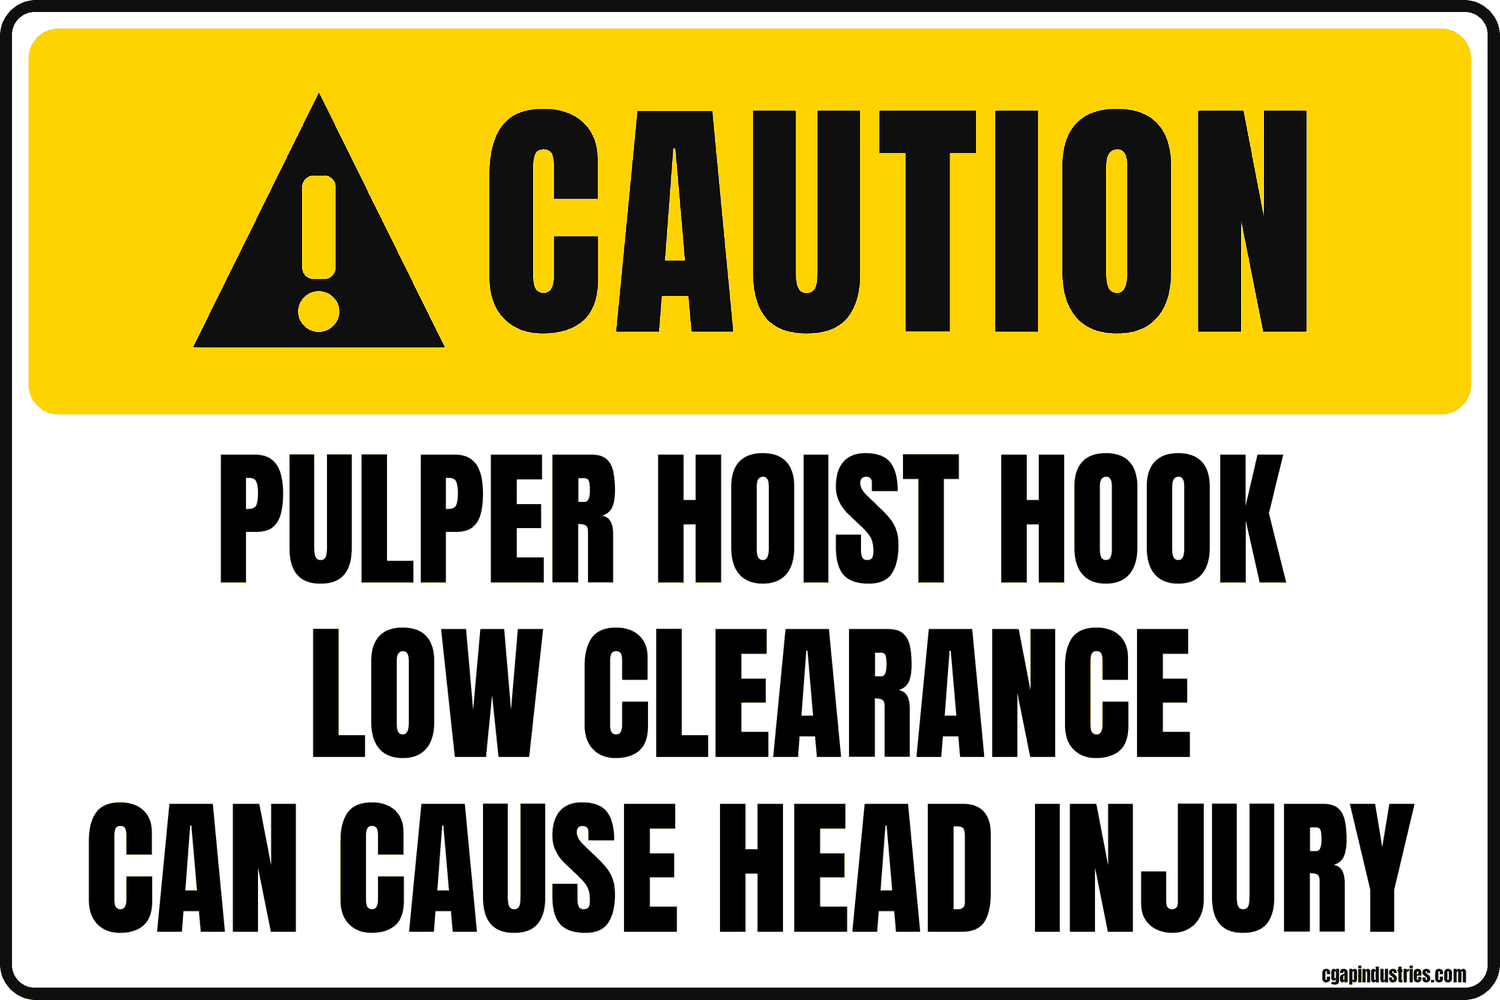 CAUTION
PULPER HOIST HOOK
LOW CLEARANCE
CAN CAUSE HEAD INJURY
cgapindustries.com